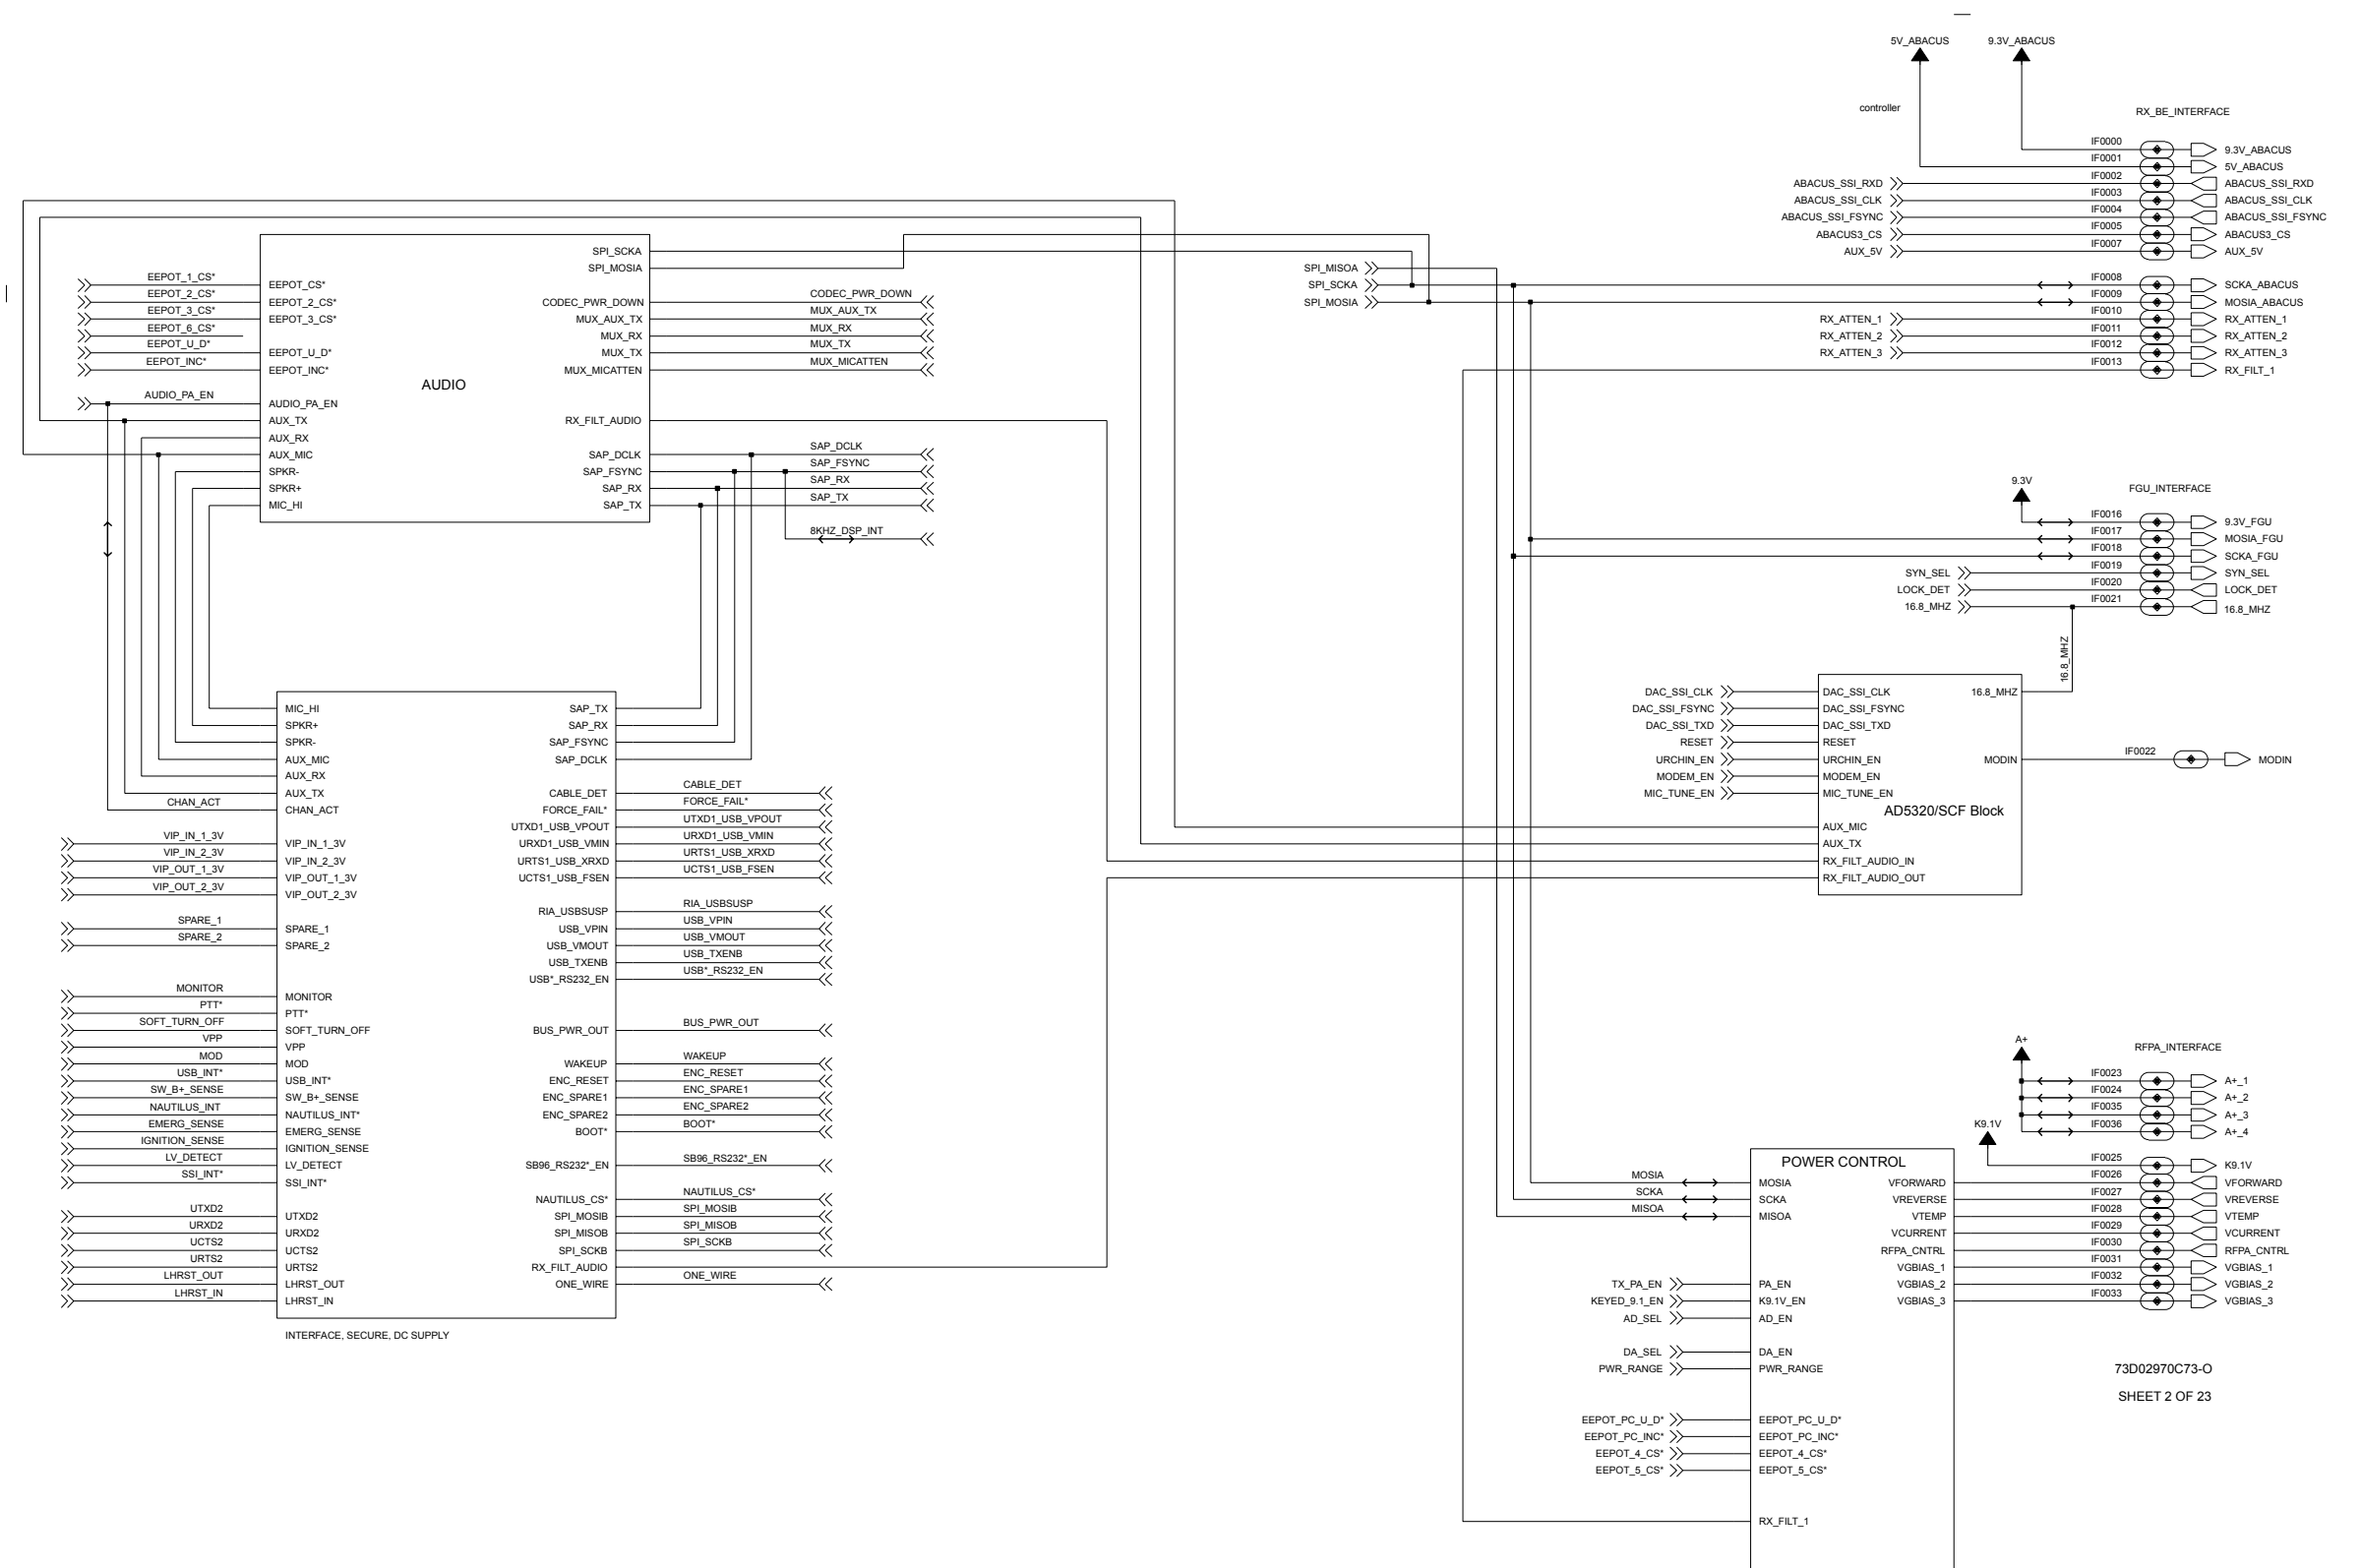 5V_ABACUS
9.3V_ABACUS
controller
RX_BE_INTERFACE
IF0000
9.3V_ABACUS
IF0001
5V_ABACUS
ABACUS_SSI_RXD
IF0002
ABACUS_SSI_RXD
ABACUS_SSI_CLK
IF0003
ABACUS_SSI_CLK
ABACUS_SSI_FSYNC
IF0004
ABACUS_SSI_FSYNC
ABACUS3_CS
IF0005
ABACUS3_CS
AUX_5V
IF0007
AUX_5V
SPI_MISOA
SPI_SCKA
IF0008
SCKA_ABACUS
SPI_MOSIA
IF0009
MOSIA_ABACUS
RX_ATTEN_1
IF0010
RX_ATTEN_1
RX_ATTEN_2
IF0011
RX_ATTEN_2
RX_ATTEN_3
IF0012
RX_ATTEN_3
IF0013
RX_FILT_1
EEPOT_1_CS*
EEPOT_2_CS*
EEPOT_3_CS*
EEPOT_6_CS*
EEPOT_U_D*
EEPOT_INC*
AUDIO_PA_EN
EEPOT_CS*
EEPOT_2_CS*
EEPOT_3_CS*
EEPOT_U_D*
EEPOT_INC*
AUDIO_PA_EN
AUX_TX
AUX_RX
AUX_MIC
SPKR-
SPKR+
MIC_HI
AUDIO
SPI_SCKA
SPI_MOSIA
CODEC_PWR_DOWN
MUX_AUX_TX
MUX_RX
MUX_TX
MUX_MICATTEN
RX_FILT_AUDIO
SAP_DCLK
SAP_FSYNC
SAP_RX
SAP_TX
CODEC_PWR_DOWN
MUX_AUX_TX
MUX_RX
MUX_TX
MUX_MICATTEN
SAP_DCLK
SAP_FSYNC
SAP_RX
SAP_TX
8KHZ_DSP_INT
9.3V
FGU_INTERFACE
IF0016
9.3V_FGU
IF0017
MOSIA_FGU
IF0018
SCKA_FGU
SYN_SEL
IF0019
SYN_SEL
LOCK_DET
IF0020
LOCK_DET
16.8_MHZ
IF0021
16.8_MHZ
16.8_MHZ
DAC_SSI_CLK
DAC_SSI_FSYNC
DAC_SSI_TXD
RESET
URCHIN_EN
MODEM_EN
MIC_TUNE_EN
DAC_SSI_CLK
DAC_SSI_FSYNC
DAC_SSI_TXD
RESET
URCHIN_EN
MODEM_EN
MIC_TUNE_EN
AD5320/SCF Block
AUX_MIC
AUX_TX
RX_FILT_AUDIO_IN
RX_FILT_AUDIO_OUT
16.8_MHZ
MODIN
IF0022
MODIN
CHAN_ACT
VIP_IN_1_3V
VIP_IN_2_3V
VIP_OUT_1_3V
VIP_OUT_2_3V
SPARE_1
SPARE_2
MONITOR
PTT*
SOFT_TURN_OFF
VPP
MOD
USB_INT*
SW_B+_SENSE
NAUTILUS_INT
EMERG_SENSE
IGNITION_SENSE
LV_DETECT
SSI_INT*
UTXD2
URXD2
UCTS2
URTS2
LHRST_OUT
LHRST_IN
MIC_HI
SPKR+
SPKR-
AUX_MIC
AUX_RX
AUX_TX
CHAN_ACT
VIP_IN_1_3V
VIP_IN_2_3V
VIP_OUT_1_3V
VIP_OUT_2_3V
SPARE_1
SPARE_2
MONITOR
PTT*
SOFT_TURN_OFF
VPP
MOD
USB_INT*
SW_B+_SENSE
NAUTILUS_INT*
EMERG_SENSE
IGNITION_SENSE
LV_DETECT
SSI_INT*
UTXD2
URXD2
UCTS2
URTS2
LHRST_OUT
LHRST_IN
SAP_TX
SAP_RX
SAP_FSYNC
SAP_DCLK
CABLE_DET
FORCE_FAIL*
UTXD1_USB_VPOUT
URXD1_USB_VMIN
URTS1_USB_XRXD
UCTS1_USB_FSEN
RIA_USBSUSP
USB_VPIN
USB_VMOUT
USB_TXENB
USB*_RS232_EN
BUS_PWR_OUT
WAKEUP
ENC_RESET
ENC_SPARE1
ENC_SPARE2
BOOT*
SB96_RS232*_EN
NAUTILUS_CS*
SPI_MOSIB
SPI_MISOB
SPI_SCKB
RX_FILT_AUDIO
ONE_WIRE
CABLE_DET
FORCE_FAIL*
UTXD1_USB_VPOUT
URXD1_USB_VMIN
URTS1_USB_XRXD
UCTS1_USB_FSEN
RIA_USBSUSP
USB_VPIN
USB_VMOUT
USB_TXENB
USB*_RS232_EN
BUS_PWR_OUT
WAKEUP
ENC_RESET
ENC_SPARE1
ENC_SPARE2
BOOT*
SB96_RS232*_EN
NAUTILUS_CS*
SPI_MOSIB
SPI_MISOB
SPI_SCKB
ONE_WIRE
INTERFACE, SECURE, DC SUPPLY
A+
RFPA_INTERFACE
IF0023
A+_1
IF0024
A+_2
IF0035
A+_3
IF0036
A+_4
K9.1V
IF0025
K9.1V
IF0026
VFORWARD
IF0027
VREVERSE
IF0028
VTEMP
IF0029
VCURRENT
IF0030
RFPA_CNTRL
IF0031
VGBIAS_1
IF0032
VGBIAS_2
IF0033
VGBIAS_3
POWER CONTROL
MOSIA
SCKA
MISOA
TX_PA_EN
KEYED_9.1_EN
AD_SEL
DA_SEL
PWR_RANGE
EEPOT_PC_U_D*
EEPOT_PC_INC*
EEPOT_4_CS*
EEPOT_5_CS*
MOSIA
SCKA
MISOA
PA_EN
K9.1V_EN
AD_EN
DA_EN
PWR_RANGE
EEPOT_PC_U_D*
EEPOT_PC_INC*
EEPOT_4_CS*
EEPOT_5_CS*
RX_FILT_1
VFORWARD
VREVERSE
VTEMP
VCURRENT
RFPA_CNTRL
VGBIAS_1
VGBIAS_2
VGBIAS_3
73D02970C73-O
SHEET 2 OF 23